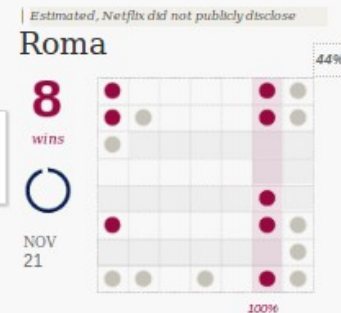 Estimated, Netflix did not publicly disclose
Roma
44%
8
wins
NOV
21
100%